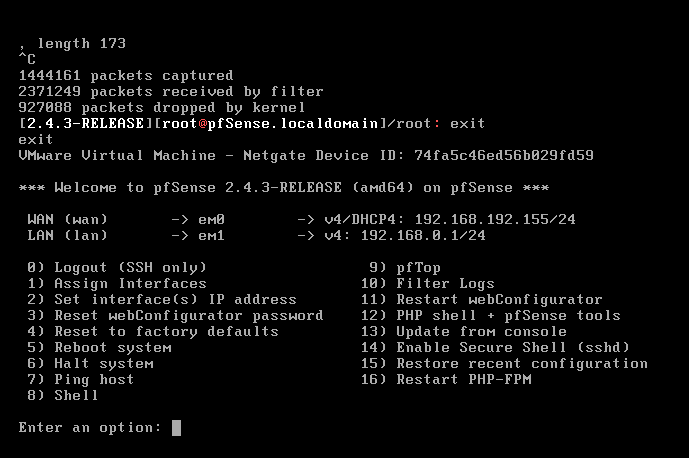 , length 173
^C
1444161 packets captured
2371249 packets received by filter
927088 packets dropped by kernel
[2.4.3-RELEASE][root@pfSense.localdomain]/root: exit
exit
VMware Virtual Machine - Netgate Device ID: 74fa5c46ed56b029fd59
*** Welcome to pfSense 2.4.3-RELEASE (amd64) on pfSense ***
WAN (wan)       -> em0        -> v4/DHCP4: 192.168.192.155/24
LAN (lan)       -> em1        -> v4: 192.168.0.1/24
0) Logout (SSH only)                  9) pfTop
1) Assign Interfaces                 10) Filter Logs
2) Set interface(s) IP address       11) Restart webConfigurator
3) Reset webConfigurator password    12) PHP shell + pfSense tools
4) Reset to factory defaults         13) Update from console
5) Reboot system                     14) Enable Secure Shell (sshd)
6) Halt system                       15) Restore recent configuration
7) Ping host                         16) Restart PHP-FPM
8) Shell
Enter an option: